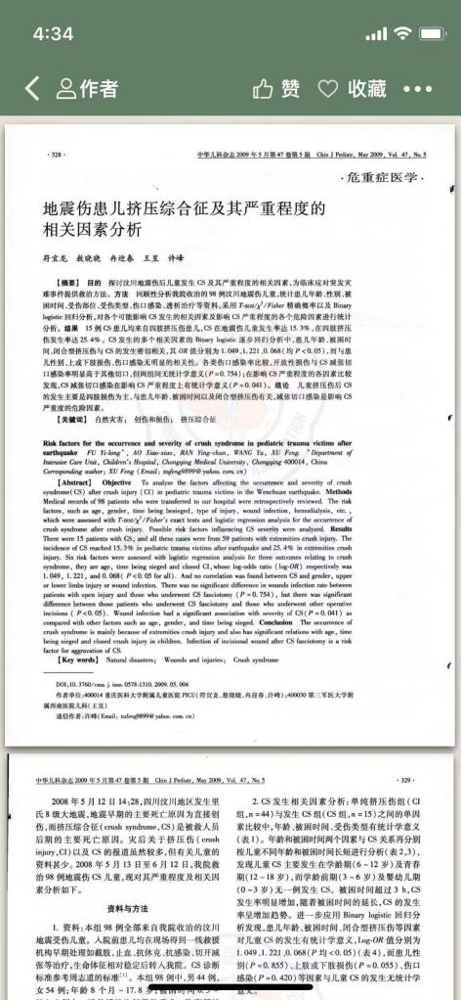 4:34
作者
赞
收藏
·328·
中华儿科杂志 2009 年 5 月第 47 卷第 5 期 Chin J Pediatr, May 2009, Vol. 47, No. 5
·危重症医学·
地震伤患儿挤压综合征及其严重程度的
相关因素分析
符宜龙 敖晓晓 冉迎春 王昱 许峰
【摘要】 目的 探讨汶川地震伤后儿童发生 CS 及其严重程度的相关因素,为临床应对突发灾
难事件提供救治方法。方法 回顾性分析我院收治的 98 例汶川地震伤儿童,统计患儿年龄、性别、被
困时间、受伤部位、受伤类型、伤口感染、透析治疗等资料,采用 T-test/χ²/Fisher 精确概率以及 Binary
logistic 回归分析,对各个可能影响 CS 发生的相关因素及影响 CS 严重程度的各个危险因素进行统计
分析。结果 15 例 CS 患儿均来自四肢挤压伤患儿,CS 在地震伤儿童发生率达 15.3%,在四肢挤压
伤发生率达 25.4%。CS 发生的多个相关因素的 Binary logistic 逐步回归分析中,患儿年龄、被困时
间、闭合型挤压伤与 CS 的发生密切相关,其 OR 值分别为 1.049、1.221、0.068(均 P<0.05),而与患
儿性别、上或下肢损伤、伤口感染无明显的相关性。各类伤口感染率比较,开放性损伤与 CS 减张切
口感染率明显高于其他切口,但两组间无统计学意义(P=0.754);在影响 CS 严重程度的各因素比较
发现,CS 减张切口感染在影响 CS 严重程度上有统计学意义(P=0.041)。结论 儿童挤压伤后 CS
的发生主要是四肢损伤为主,与患儿年龄、被困时间以及闭合型挤压伤有关,减张切口感染是影响 CS
严重度的危险因素。
【关键词】 自然灾害; 创伤和损伤; 挤压综合征
Risk factors for the occurrence and severity of crush syndrome in pediatric trauma victims after
earthquake FU Yi-long*, AO Xiao-xiao, RAN Ying-chun, WANG Yu, XU Feng. *Department of
Intensive Care Unit, Children's Hospital, Chongqing Medical University, Chongqing 400014, China
Corresponding author: XU Feng (Email: xufeng9899@yahoo.com.cn)
【Abstract】 Objective To analyze the factors affecting the occurrence and severity of crush
syndrome(CS) after crush injury (CI) in pediatric trauma victims in the Wenchuan earthquake. Methods
Medical records of 98 patients who were transferred to our hospital were retrospectively reviewed. The risk
factors, such as age, gender, time being besieged, type of injury, wound infection, hemodialysis, etc. ,
which were assessed with T-test/χ²/Fisher's exact tests and logistic regression analysis for the occurrence of
crush syndrome after crush injury. Possible risk factors influencing CS severity were analyzed. Results
There were 15 patients with CS, and all these cases were from 59 patients with extremities crush injury. The
incidence of CS reached 15.3% in pediatric trauma victims after earthquake and 25.4% in extremities crush
injury. Six risk factors were assessed with logistic regression analysis for three outcomes relating to crush
syndrome, they are age, time being sieged and closed CI, whose log-odds ratio (log-OR) respectively was
1.049, 1.221, and 0.068( P<0.05 for all). And no correlation was found between CS and gender, upper
or lower limbs injury or wound infection. There was no significant difference in wounds infection rate between
patients with open injury and those who underwent CS fasciotomy ( P=0.754), but there was significant
difference between those patients who underwent CS fasciotomy and those who underwent other operative
incisions ( P<0.05). Wound infection had a significant association with severity of CS( P=0.041) as
compared with other factors such as age, gender, and time being sieged. Conclusion The occurrence of
crush syndrome is mainly because of extremities crush injury and also has significant relations with age, time
being sieged and closed crush injury in children. Infection of incisional wound after CS fasciotomy is a risk
factor for aggravation of CS.
【Key words】 Natural disasters; Wounds and injuries; Crush syndrome
DOI:10.3760/cma.j.issn.0578-1310.2009.05.004
作者单位:400014 重庆医科大学附属儿童医院 PICU(符宜龙、敖晓晓、冉迎春、许峰);400030 第三军医大学附
属西南医院儿科(王昱)
通信作者:许峰(Email: xufeng9899@yahoo.com.cn)
中华儿科杂志 2009 年 5 月第 47 卷第 5 期 Chin J Pediatr, May 2009, Vol. 47, No. 5
·329·
2008 年 5 月 12 日 14:28,四川汶川地区发生里
氏 8 级大地震,地震早期的主要死亡原因为直接创
伤,而挤压综合征(crush syndrome,CS)是被救人员
后期的主要死亡原因。灾后关于挤压伤(crush
injury,CI)以及 CS 的报道虽然较多,但有关儿童的
资料甚少。2008 年 5 月 13 日至 6 月 12 日,我院救
治 98 例地震伤 CS 儿童,现对其严重程度及相关因
素分析如下。
资料与方法
1. 资料:本组 98 例全部来自我院收治的汶川
地震受伤儿童。入院前患儿均在现场得到一线救援
机构早期处理如截肢、止血、抗休克、抗感染、切开减
张等治疗,生命体征相对稳定后转入我院。CS 诊断
标准参考周志道的标准[1]。本组 98 例中,男 44 例,
女 54 例;年龄 8 个月~17.8 岁;被困时间 0.5~
2. CS 发生相关因素分析:单纯挤压伤组(CI
组,n=44)与发生 CS 组(CS 组,n=15)之间的单因
素比较中,年龄、被困时间、受伤类型有统计学意义
(表1)。年龄和被困时间两个因素与 CS 关系再分别
按儿童不同年龄和被困时间长短进行分析(表2,3),
发现儿童 CS 主要发生在学龄期(6~12 岁)及青春
期(12~18 岁),而学龄前期(3~6 岁)及婴幼儿期
(0~3 岁)无一例发生 CS。被困时间超过 3 h,CS
发生率明显增加,随着被困时间的延长,CS 的发生
率呈增加趋势。进一步应用 Binary logistic 回归分
析发现,患儿年龄、被困时间、闭合型挤压伤等因素
对儿童 CS 的发生有统计学意义,Log-OR 值分别为
1.049、1.221、0.068(P 均<0.05)(表4),而患儿性
别(P=0.855)、上肢或下肢损伤(P=0.055)、伤口
感染(P=0.420)等因素与儿童 CS 的发生无统计学
意义。